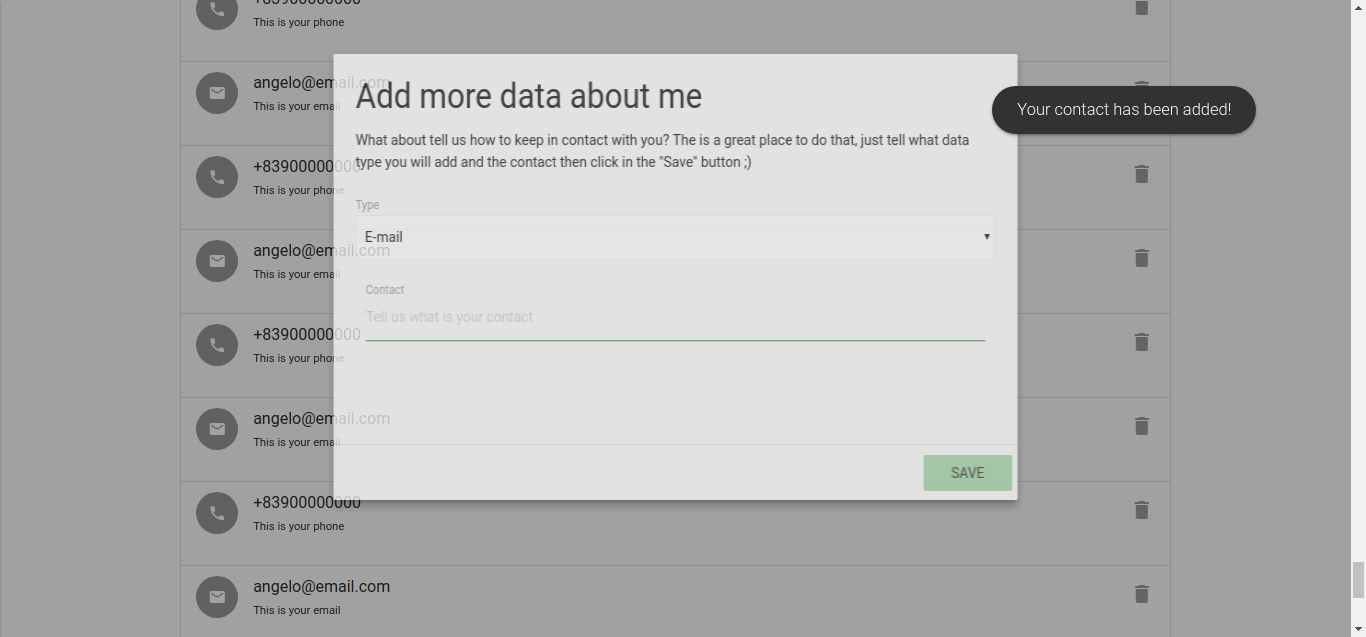 +83900000000
This is your phone
angelo@email.com
This is your email
Add more data about me
Your contact has been added!
What about tell us how to keep in contact with you? The is a great place to do that, just tell what data
type you will add and the contact then click in the "Save" button ;)
+83900000000
This is your phone
Type
E-mail
angelo@email.com
This is your email
Contact
Tell us what is your contact
+83900000000
This is your phone
angelo@email.com
This is your email
SAVE
+83900000000
This is your phone
angelo@email.com
This is your email